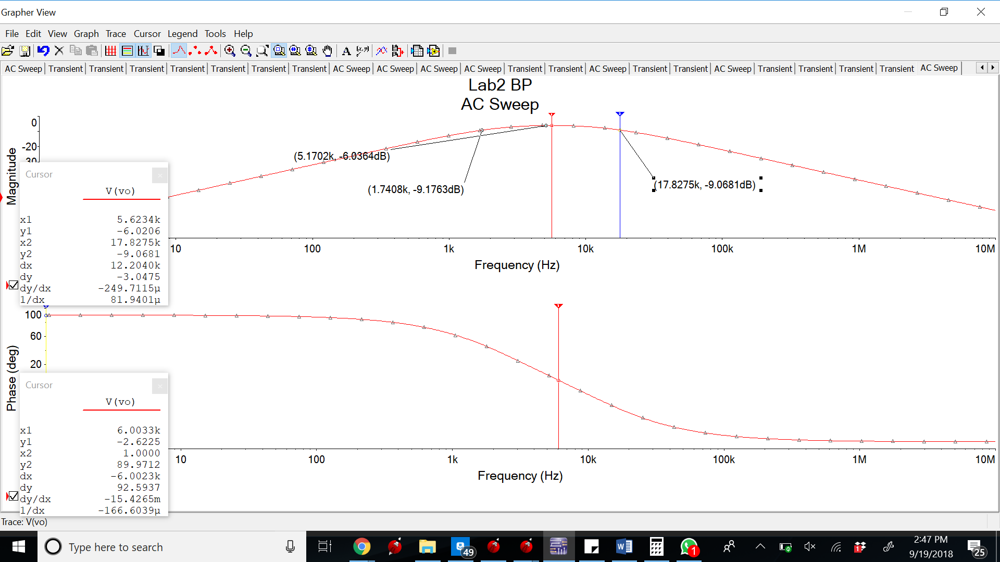 Grapher View
File Edit View Graph Trace Cursor Legend Tools Help
AC Sweep Transient Transient Transient Transient Transient Transient Transient AC Sweep AC Sweep AC Sweep AC Sweep Transient Transient AC Sweep Transient Transient AC Sweep Transient Transient Transient Transient AC Sweep
Lab2 BP
AC Sweep
Magnitude
0
-20
(5.1702k, -6.0364dB)
(1.7408k, -9.1763dB)
(17.8275k, -9.0681dB)
10 100 1k 10k 100k 1M 10M
Frequency (Hz)
Cursor
V(vo)
x1 5.6234k
y1 -6.0206
x2 17.8275k
y2 -9.0681
dx 12.2040k
dy -3.0475
dy/dx -249.7115µ
1/dx 81.9401µ
Phase (deg)
100
60
20
10 100 1k 10k 100k 1M 10M
Frequency (Hz)
Cursor
V(vo)
x1 6.0033k
y1 -2.6225
x2 1.0000
y2 89.9712
dx -6.0023k
dy 92.5937
dy/dx -15.4265m
1/dx -166.6039µ
Trace: V(vo)
Type here to search
49
1
1
2:47 PM
9/19/2018
25